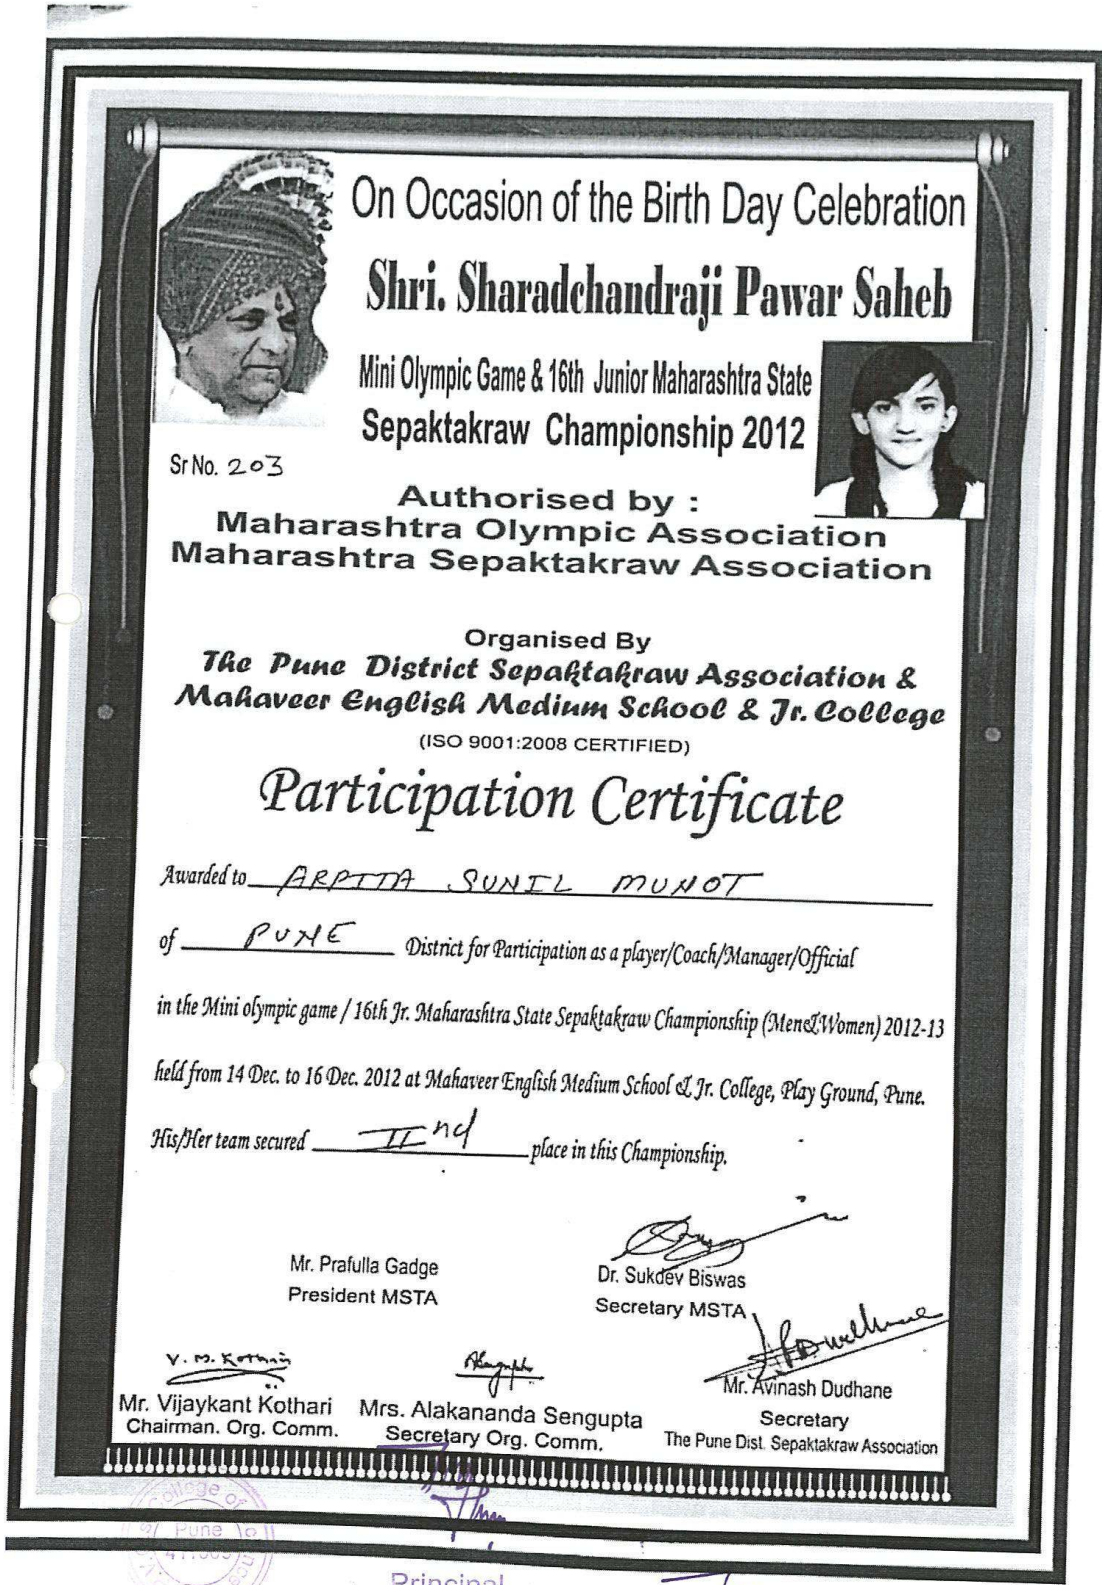 On Occasion of the Birth Day Celebration
Shri. Sharadchandraji Pawar Saheb
Mini Olympic Game & 16th Junior Maharashtra State
Sepaktakraw Championship 2012
Sr No. 203
Authorised by :
Maharashtra Olympic Association
Maharashtra Sepaktakraw Association
Organised By
The Pune District Sepaktakraw Association &
Mahaveer English Medium School & Jr. College
(ISO 9001:2008 CERTIFIED)
Participation Certificate
Awarded to ARPITA SUNIL MUNOT
of PUNE District for Participation as a player/Coach/Manager/Official
in the Mini olympic game / 16th Jr. Maharashtra State Sepaktakraw Championship (Men&Women) 2012-13
held from 14 Dec. to 16 Dec. 2012 at Mahaveer English Medium School & Jr. College, Play Ground, Pune.
His/Her team secured IInd place in this Championship.
Mr. Prafulla Gadge
President MSTA
Dr. Sukdev Biswas
Secretary MSTA
V. M. Kothari
Mr. Vijaykant Kothari
Chairman. Org. Comm.
Mrs. Alakananda Sengupta
Secretary Org. Comm.
Mr. Avinash Dudhane
Secretary
The Pune Dist. Sepaktakraw Association
College of
Pune
Principal